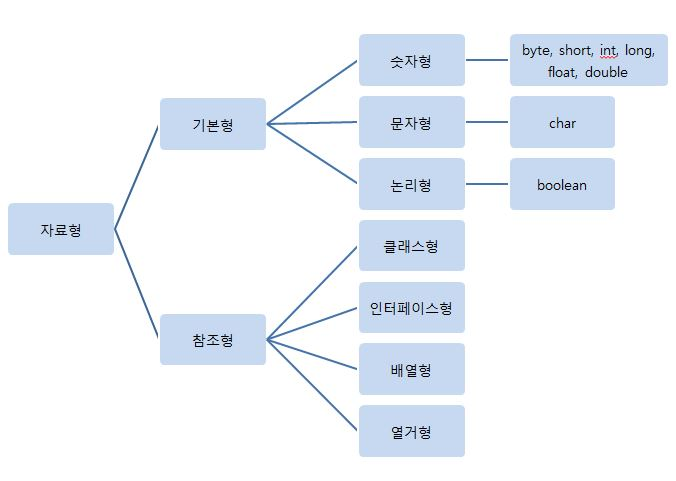 자료형
기본형
숫자형
byte, short, int, long,
float, double
문자형
char
논리형
boolean
참조형
클래스형
인터페이스형
배열형
열거형